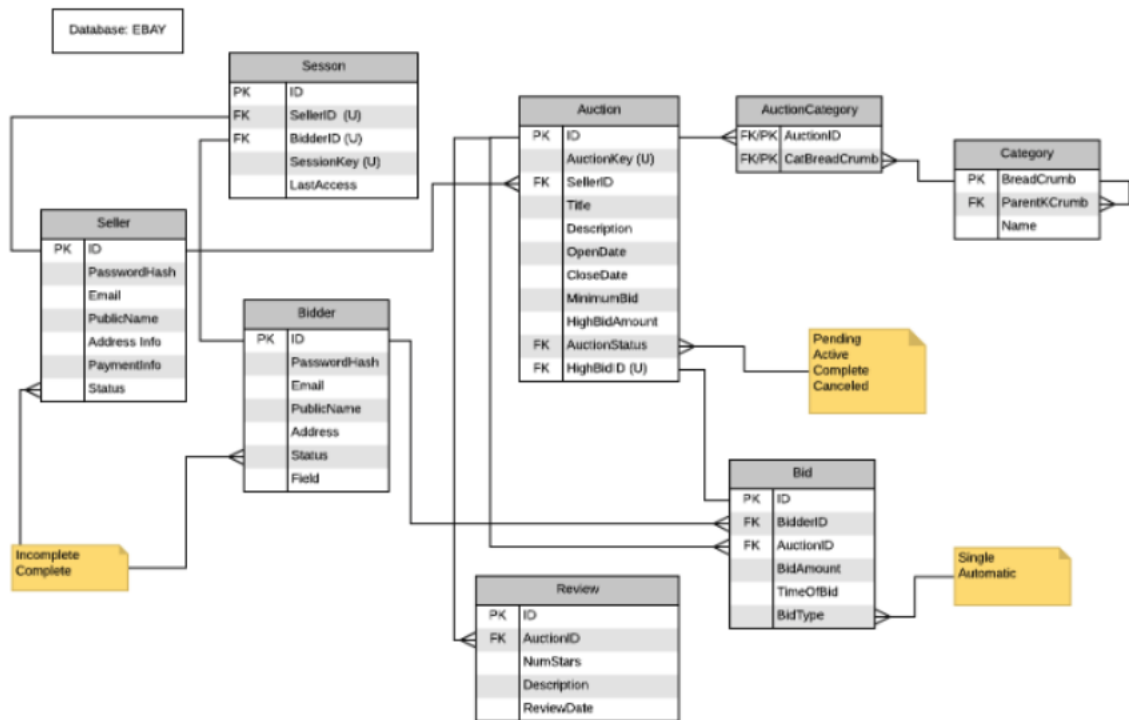 Database: EBAY
Sesson
PK ID
FK SellerID (U)
FK BidderID (U)
SessionKey (U)
LastAccess
Seller
PK ID
PasswordHash
Email
PublicName
Address Info
PaymentInfo
Status
Bidder
PK ID
PasswordHash
Email
PublicName
Address
Status
Field
Incomplete
Complete
Auction
PK ID
AuctionKey (U)
FK SellerID
Title
Description
OpenDate
CloseDate
MinimumBid
HighBidAmount
FK AuctionStatus
FK HighBidID (U)
AuctionCategory
FK/PK AuctionID
FK/PK CatBreadCrumb
Category
PK BreadCrumb
FK ParentKCrumb
Name
Pending
Active
Complete
Canceled
Bid
PK ID
FK BidderID
FK AuctionID
BidAmount
TimeOfBid
BidType
Single
Automatic
Review
PK ID
FK AuctionID
NumStars
Description
ReviewDate